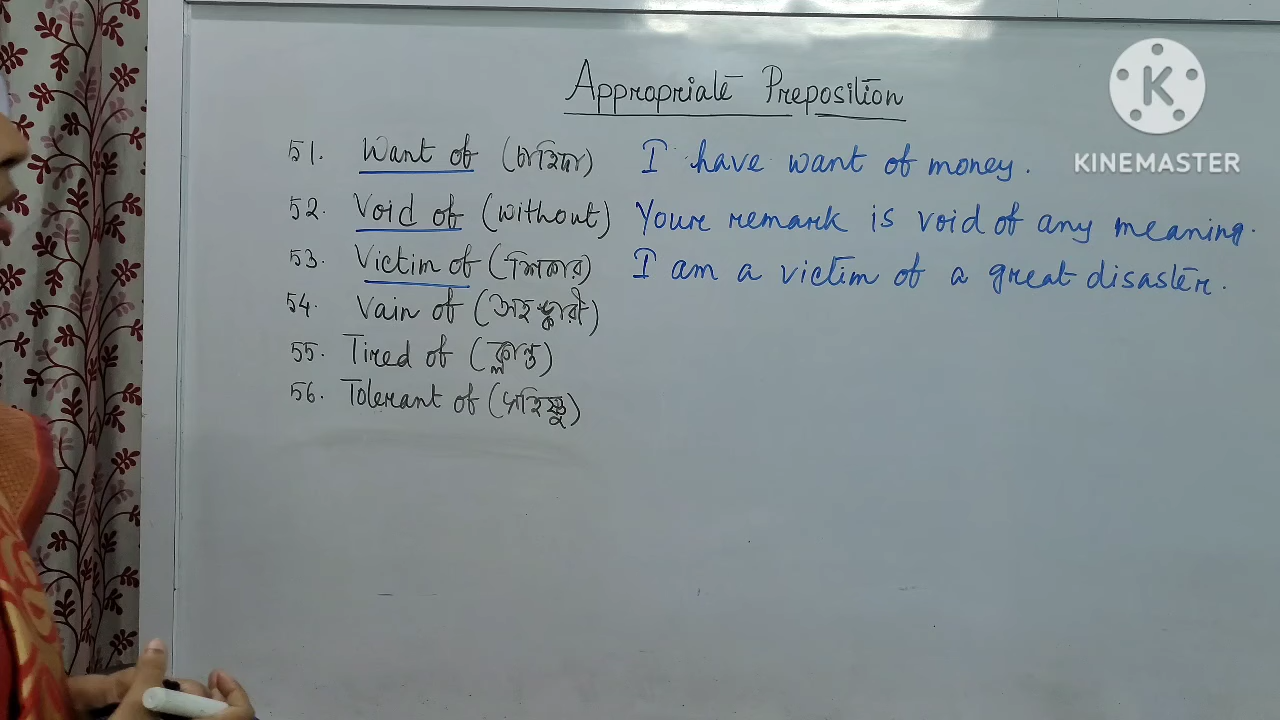 Appropriate Preposition
51. Want of (চাহিদা) I have want of money.
52. Void of (without) Your remark is void of any meaning.
53. Victim of (শিকার) I am a victim of a great disaster.
54. Vain of (অহঙ্কারী)
55. Tired of (ক্লান্ত)
56. Tolerant of (সহিষ্ণু)
K
KINEMASTER